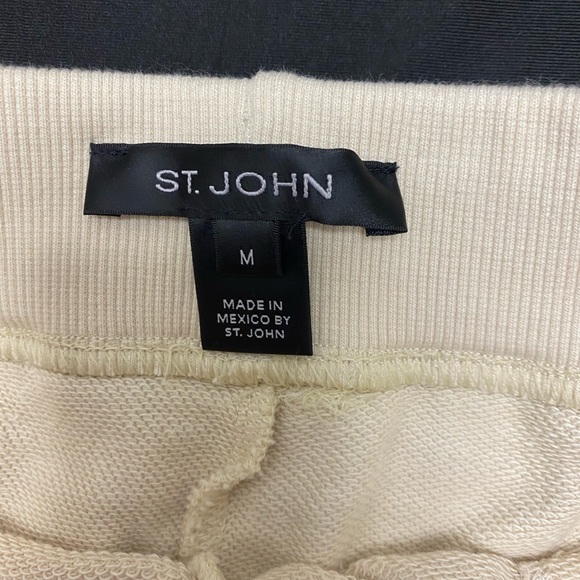 ST. JOHN
M
MADE IN
MEXICO BY
ST. JOHN